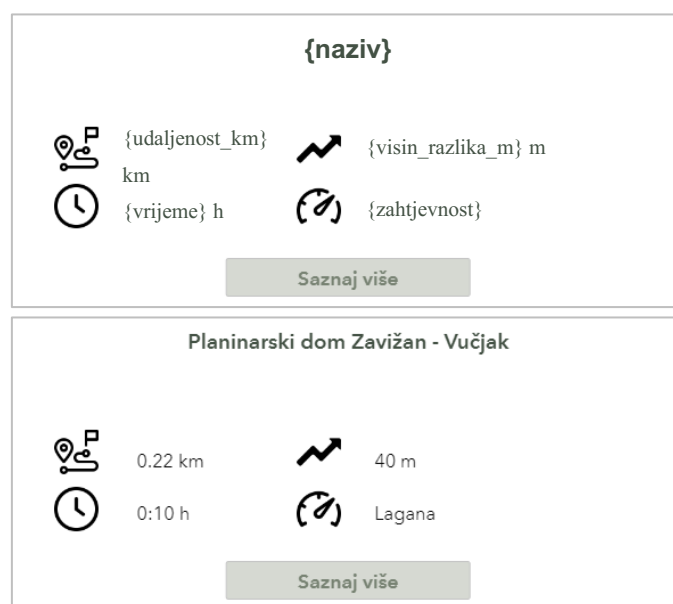 {naziv}
{udaljenost_km}
km
{visin_razlika_m} m
{vrijeme} h
{zahtjevnost}
Saznaj više
Planinarski dom Zavižan - Vučjak
0.22 km
40 m
0:10 h
Lagana
Saznaj više